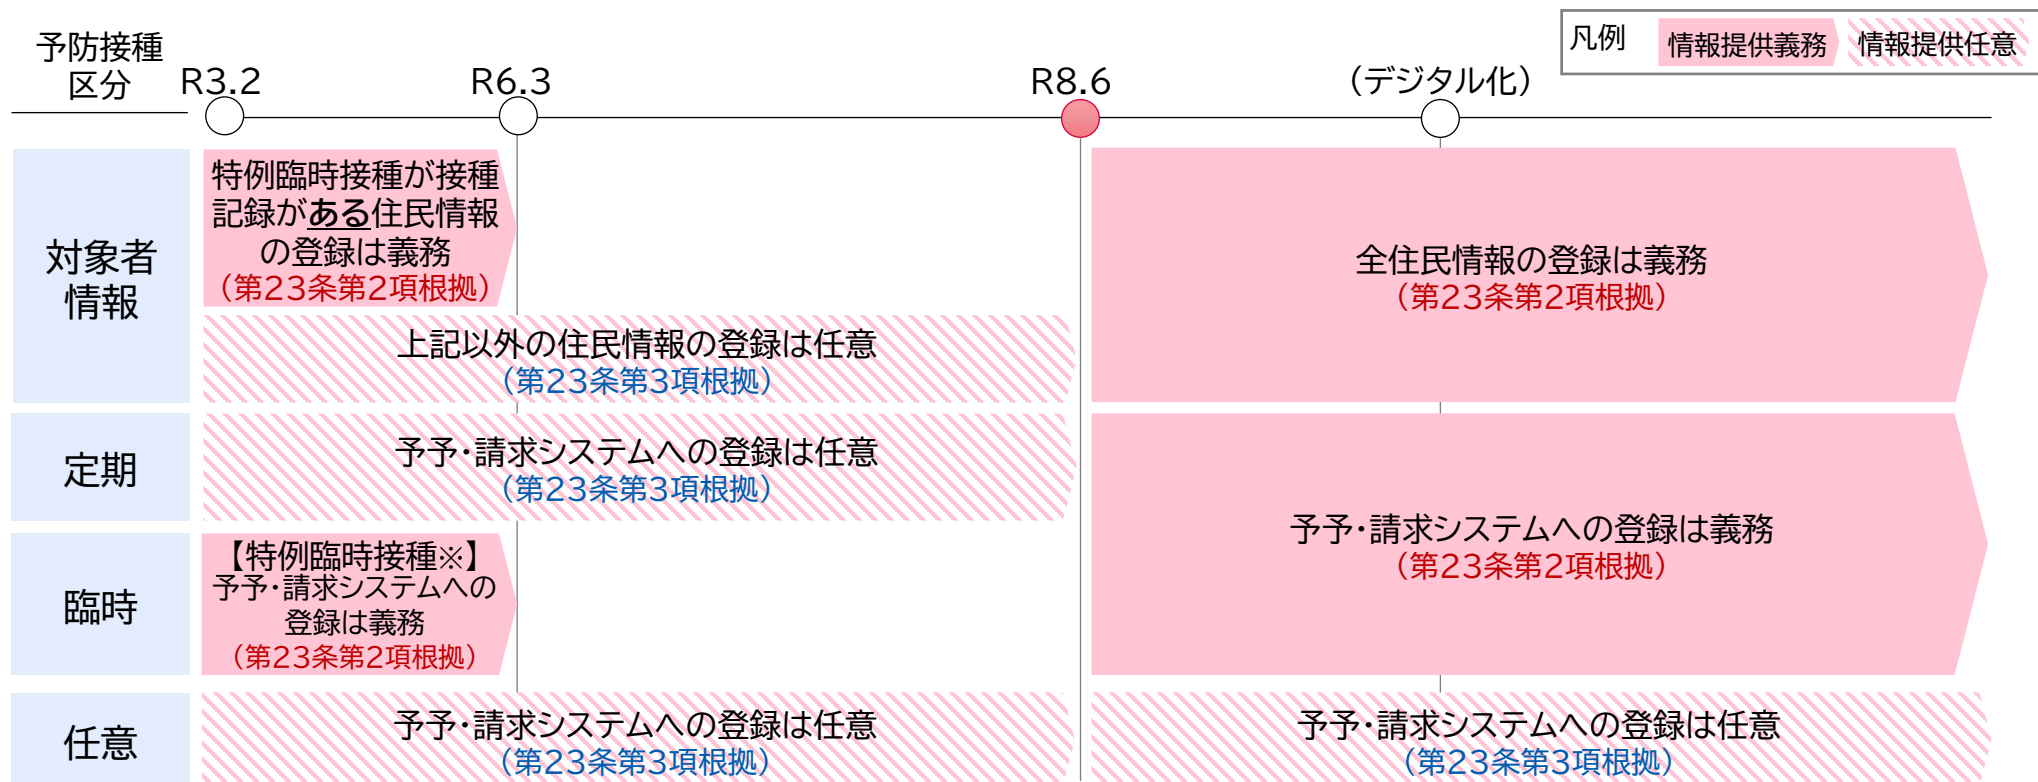 凡例
情報提供義務
情報提供任意
予防接種
区分
R3.2
R6.3
R8.6
（デジタル化）
対象者
情報
特例臨時接種が接種
記録がある住民情報
の登録は義務
（第23条第2項根拠）
上記以外の住民情報の登録は任意
（第23条第3項根拠）
全住民情報の登録は義務
（第23条第2項根拠）
定期
予予・請求システムへの登録は任意
（第23条第3項根拠）
予予・請求システムへの登録は義務
（第23条第2項根拠）
臨時
【特例臨時接種※】
予予・請求システムへの
登録は義務
（第23条第2項根拠）
任意
予予・請求システムへの登録は任意
（第23条第3項根拠）
予予・請求システムへの登録は任意
（第23条第3項根拠）